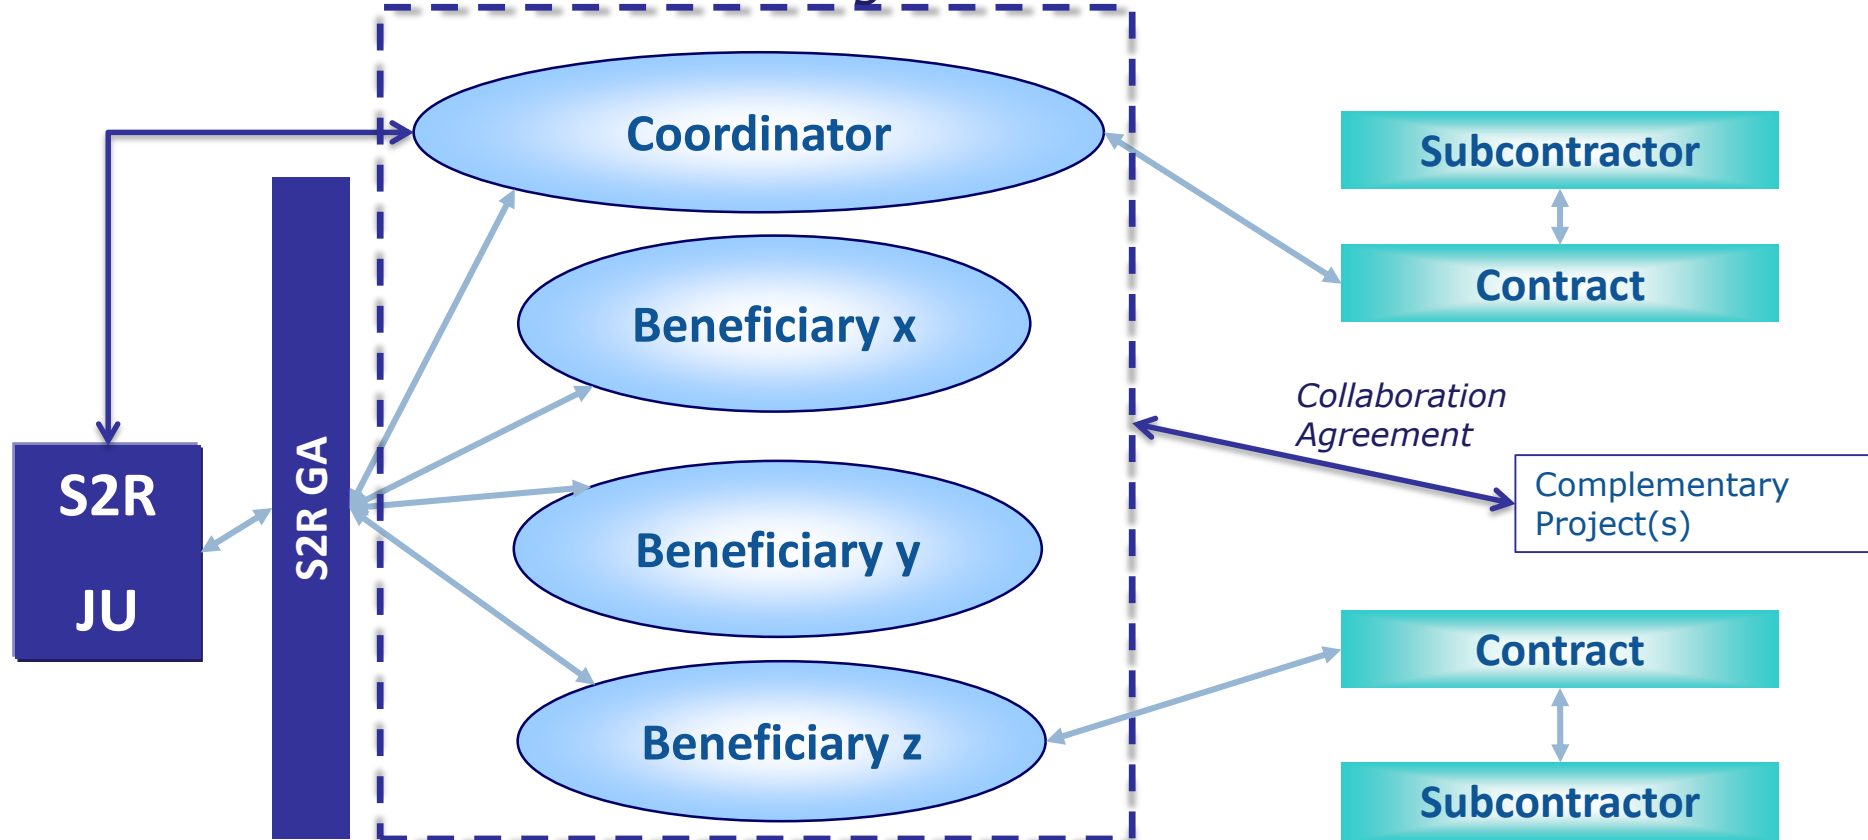 Coordinator
Subcontractor
Contract
Beneficiary x
Collaboration
Agreement
S2R
JU
S2R GA
Complementary
Project(s)
Beneficiary y
Contract
Beneficiary z
Subcontractor